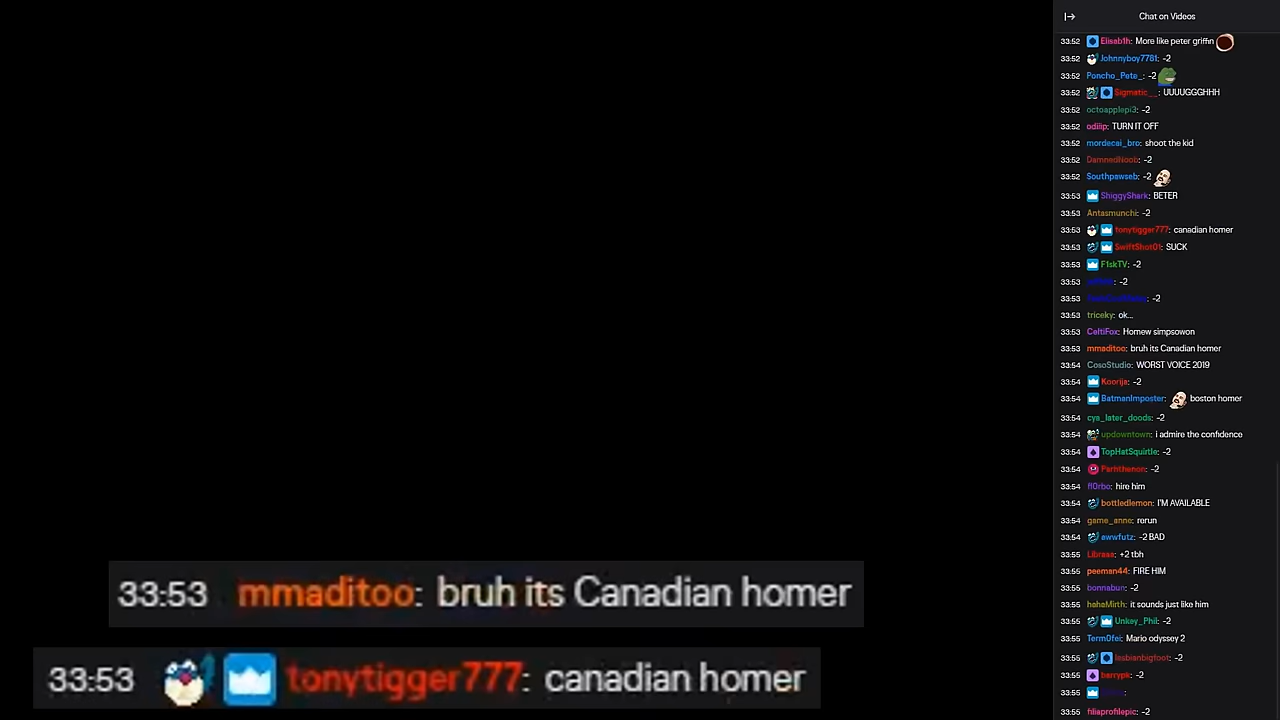 Chat on Videos
33:52 Elisab1h: More like peter griffin
33:52 Johnnyboy7781: -2
33:52 Poncho_Pete_: -2
33:52 Sigmatic__: UUUUGGGHHH
33:52 octoapplepi3: -2
33:52 odiiip: TURN IT OFF
33:52 mordecai_bro: shoot the kid
33:52 DamnedNoob: -2
33:52 Southpawseb: -2
33:53 ShiggyShark: BETER
33:53 Antasmunchi: -2
33:53 tonytigger777: canadian homer
33:53 SwiftShot01: SUCK
33:53 F1skTV: -2
33:53 : -2
33:53 : -2
33:53 triceky: ok...
33:53 CeltiFox: Homew simpsowon
33:53 mmaditoo: bruh its Canadian homer
33:54 CosoStudio: WORST VOICE 2019
33:54 Koorija: -2
33:54 BatmanImposter: boston homer
33:54 cya_later_doods: -2
33:54 updowntown: i admire the confidence
33:54 TopHatSquirtle: -2
33:54 Parhthenon: -2
33:54 ff0rbo: hire him
33:54 bottledlemon: I'M AVAILABLE
33:54 game_anne: rerun
33:54 awwfutz: -2 BAD
33:55 Librasa: +2 tbh
33:55 peeman44: FIRE HIM
33:55 bonnabun: -2
33:55 hahaMirth: it sounds just like him
33:55 Unkey_Phil: -2
33:55 Term0fei: Mario odyssey 2
33:55 lesbianbigfoot: -2
33:55 barrypk: -2
33:55 :
33:55 filiaprofilepic: -2
33:53 mmaditoo: bruh its Canadian homer
33:53 tonytigger777: canadian homer